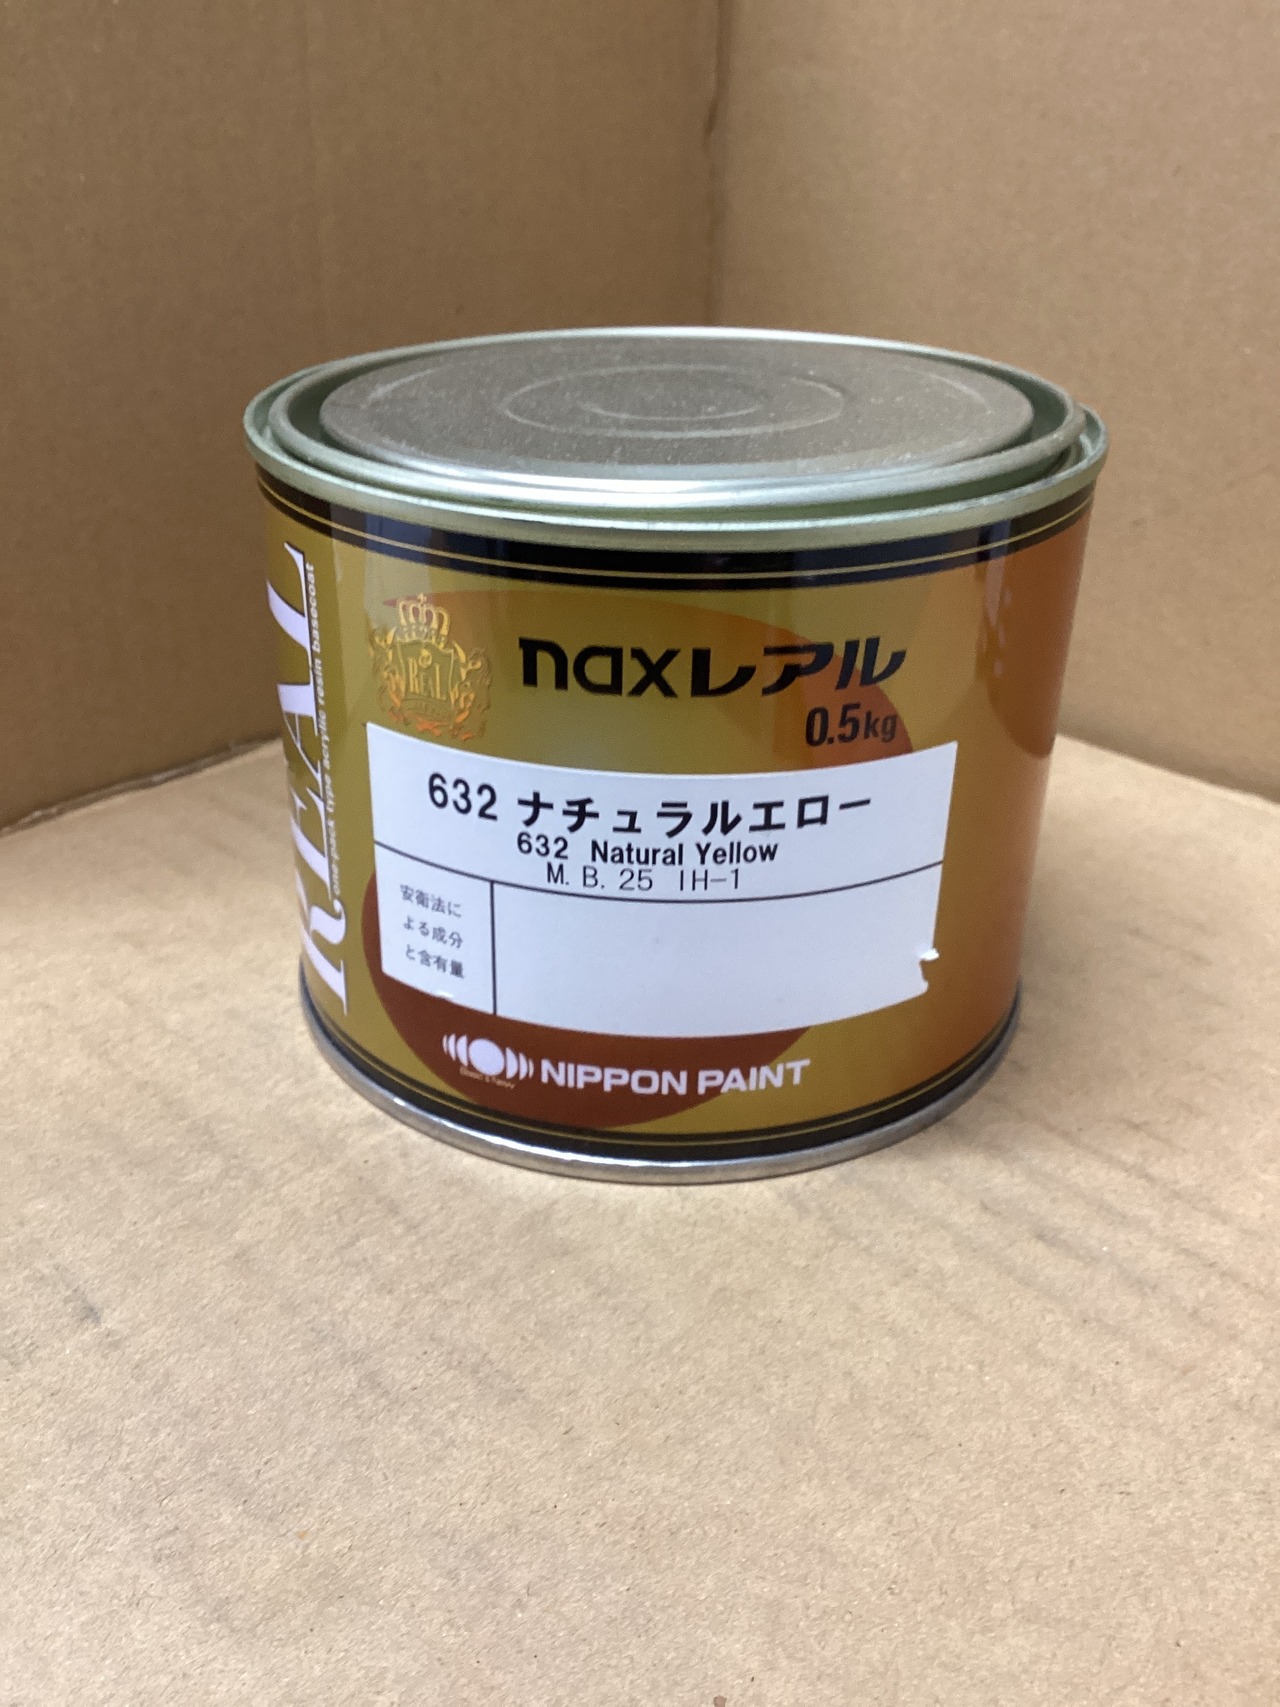 REAL
one-pack type acrylic resin basecoat
REAL
naxレアル
0.5kg
632 ナチュラルエロー
632 Natural Yellow
M. B. 25 IH-1
安衛法に
よる成分
と含有量
NIPPON PAINT